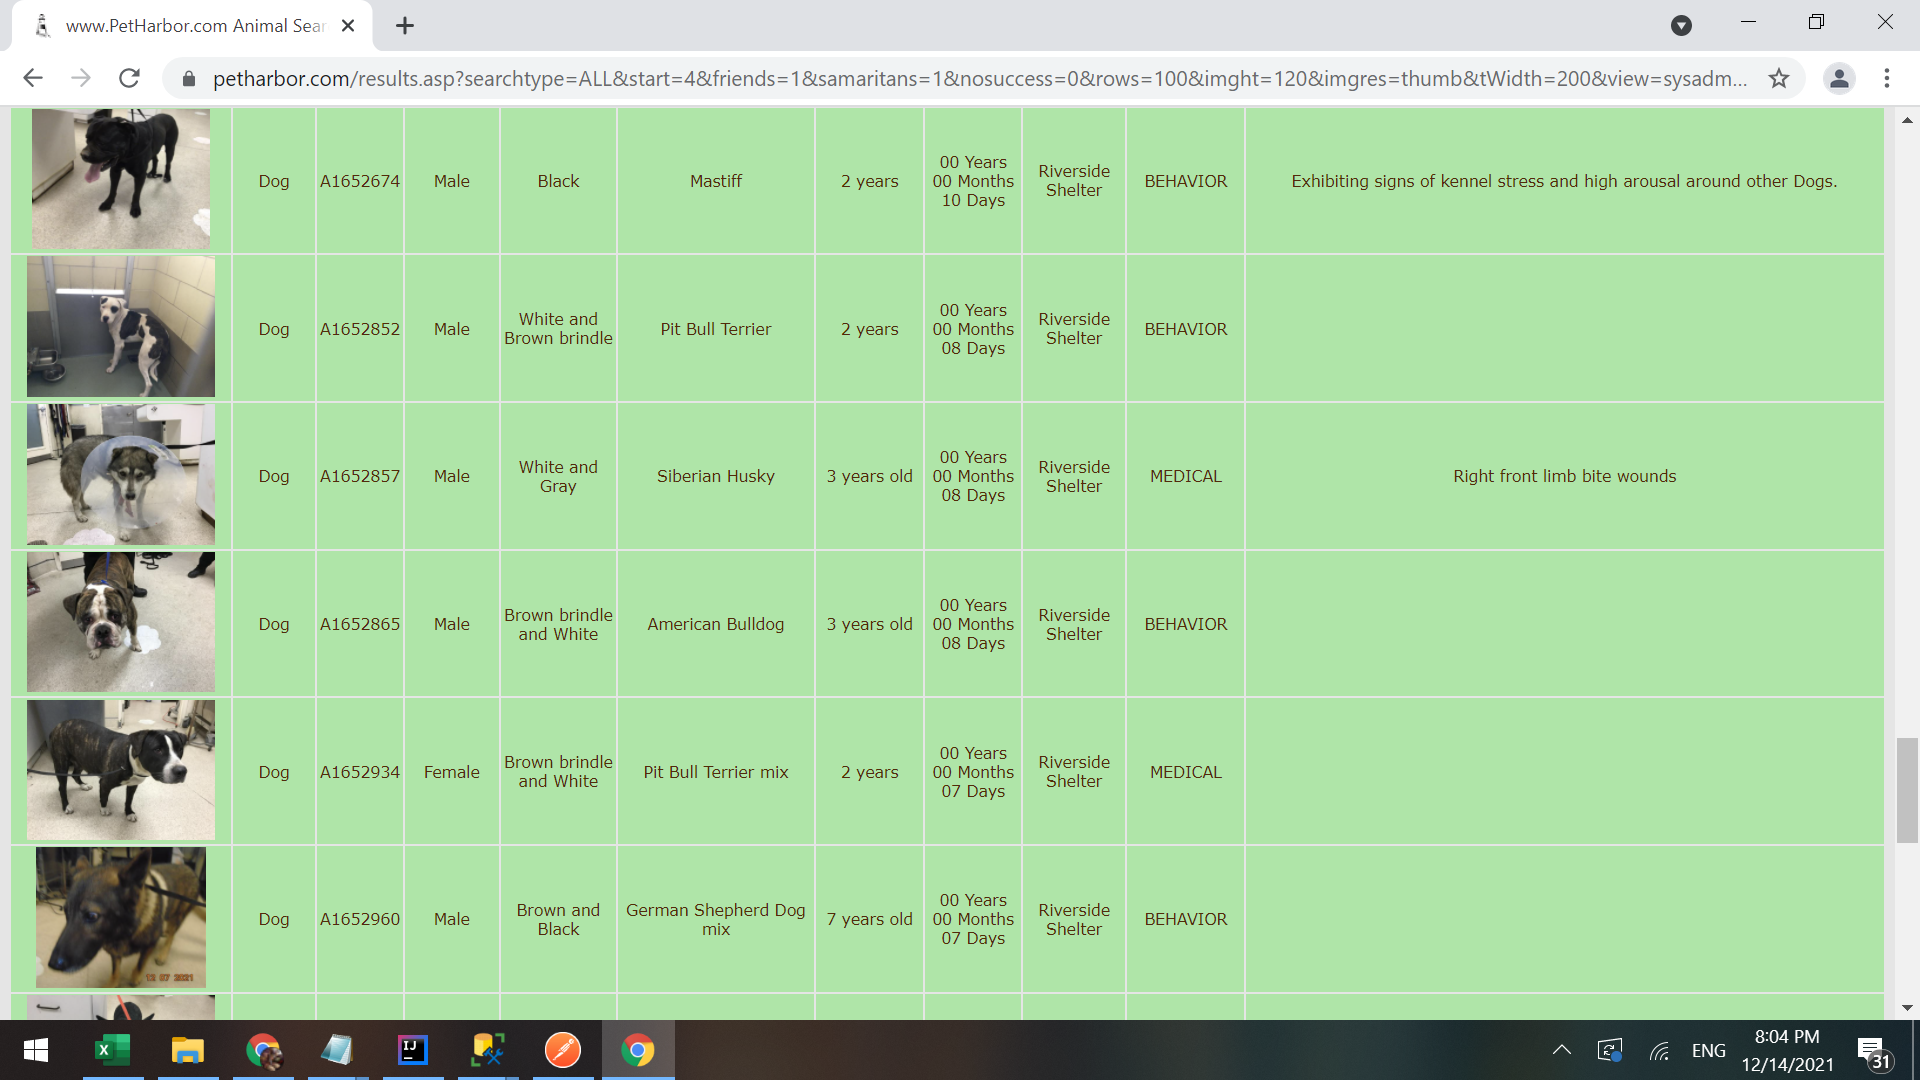 www.PetHarbor.com Animal Sear
petharbor.com/results.asp?searchtype=ALL&start=4&friends=1&samaritans=1&nosuccess=0&rows=100&imght=120&imgres=thumb&tWidth=200&view=sysadm...
Dog
A1652674
Male
Black
Mastiff
2 years
00 Years
00 Months
10 Days
Riverside
Shelter
BEHAVIOR
Exhibiting signs of kennel stress and high arousal around other Dogs.
Dog
A1652852
Male
White and
Brown brindle
Pit Bull Terrier
2 years
00 Years
00 Months
08 Days
Riverside
Shelter
BEHAVIOR
Dog
A1652857
Male
White and
Gray
Siberian Husky
3 years old
00 Years
00 Months
08 Days
Riverside
Shelter
MEDICAL
Right front limb bite wounds
Dog
A1652865
Male
Brown brindle
and White
American Bulldog
3 years old
00 Years
00 Months
08 Days
Riverside
Shelter
BEHAVIOR
Dog
A1652934
Female
Brown brindle
and White
Pit Bull Terrier mix
2 years
00 Years
00 Months
07 Days
Riverside
Shelter
MEDICAL
12 07 2021
Dog
A1652960
Male
Brown and
Black
German Shepherd Dog
mix
7 years old
00 Years
00 Months
07 Days
Riverside
Shelter
BEHAVIOR
X
IJ
ENG
8:04 PM
12/14/2021
31